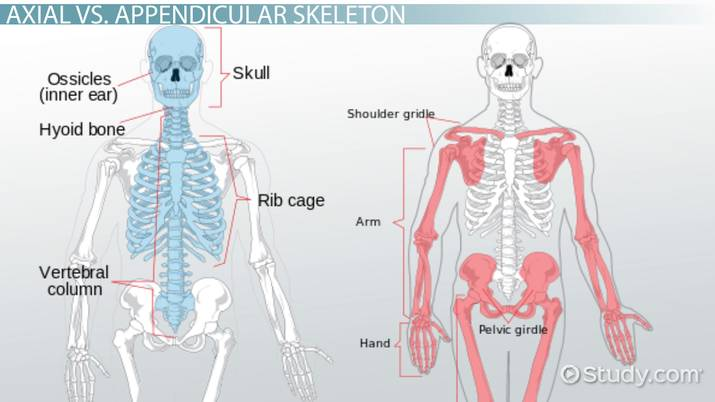 AXIAL VS. APPENDICULAR SKELETON
Ossicles
(inner ear)
Skull
Hyoid bone
Rib cage
Vertebral
column
Shoulder gridle
Arm
Hand
Pelvic girdle
Study.com